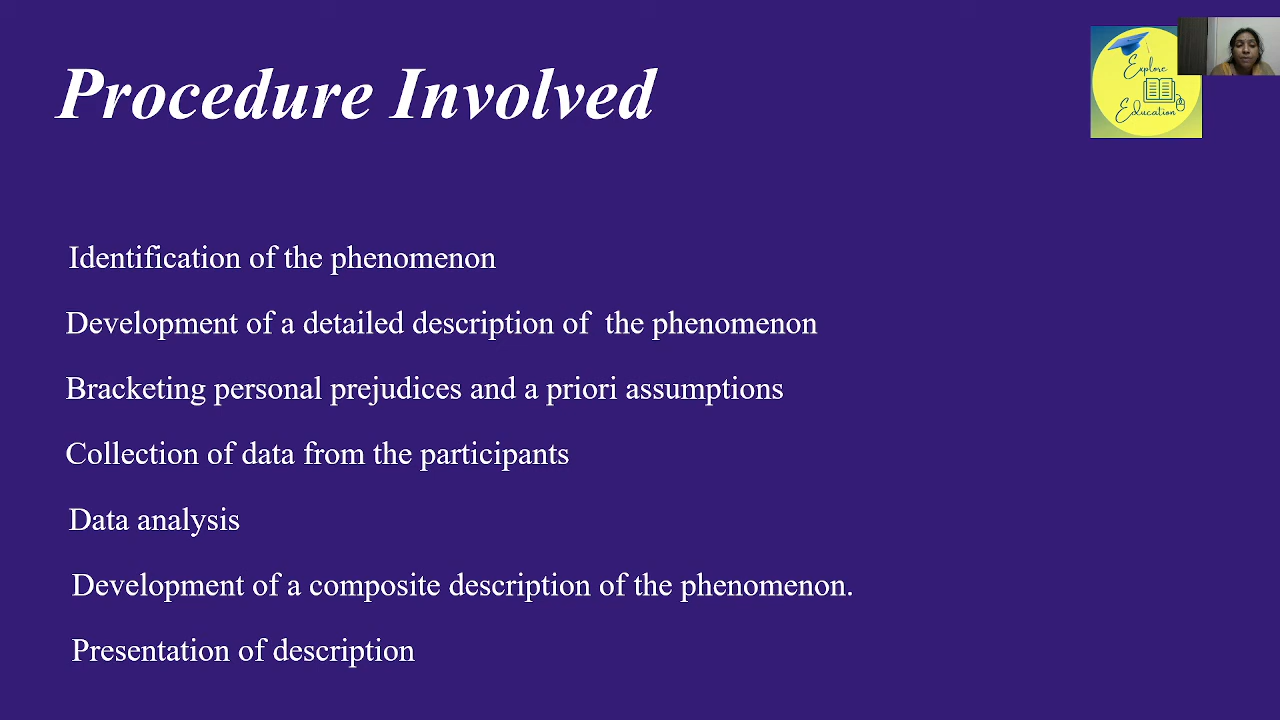 Procedure Involved
Explore
Education
Identification of the phenomenon
Development of a detailed description of the phenomenon
Bracketing personal prejudices and a priori assumptions
Collection of data from the participants
Data analysis
Development of a composite description of the phenomenon.
Presentation of description